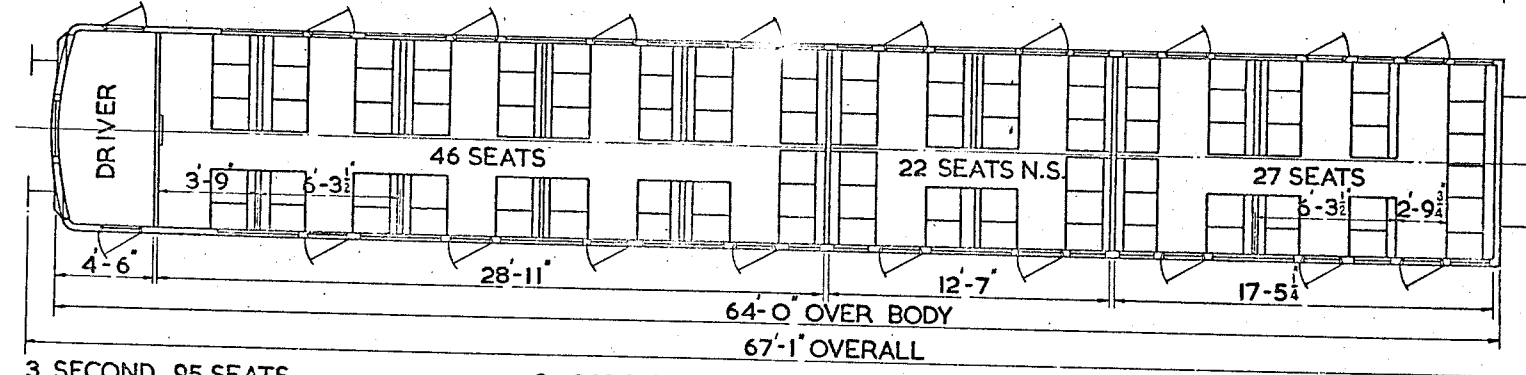 DRIVER
46 SEATS
22 SEATS N.S.
27 SEATS
3'-9"
6'-3½"
6'-3½"
2'-9¾"
4'-6"
28'-11"
12'-7"
17-5¼"
64'-0" OVER BODY
67'-1" OVERALL
3 SECOND 95 SEATS